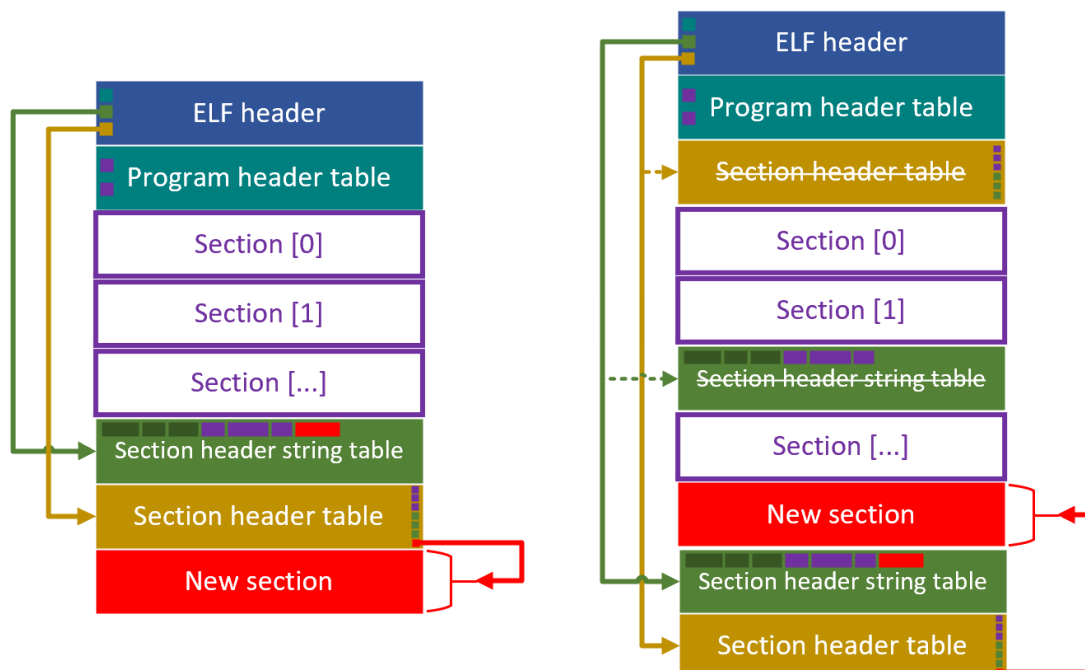 ELF header
Program header table
Section [0]
Section [1]
Section [...]
Section header string table
Section header table
New section
ELF header
Program header table
Section header table
Section [0]
Section [1]
Section header string table
Section [...]
New section
Section header string table
Section header table